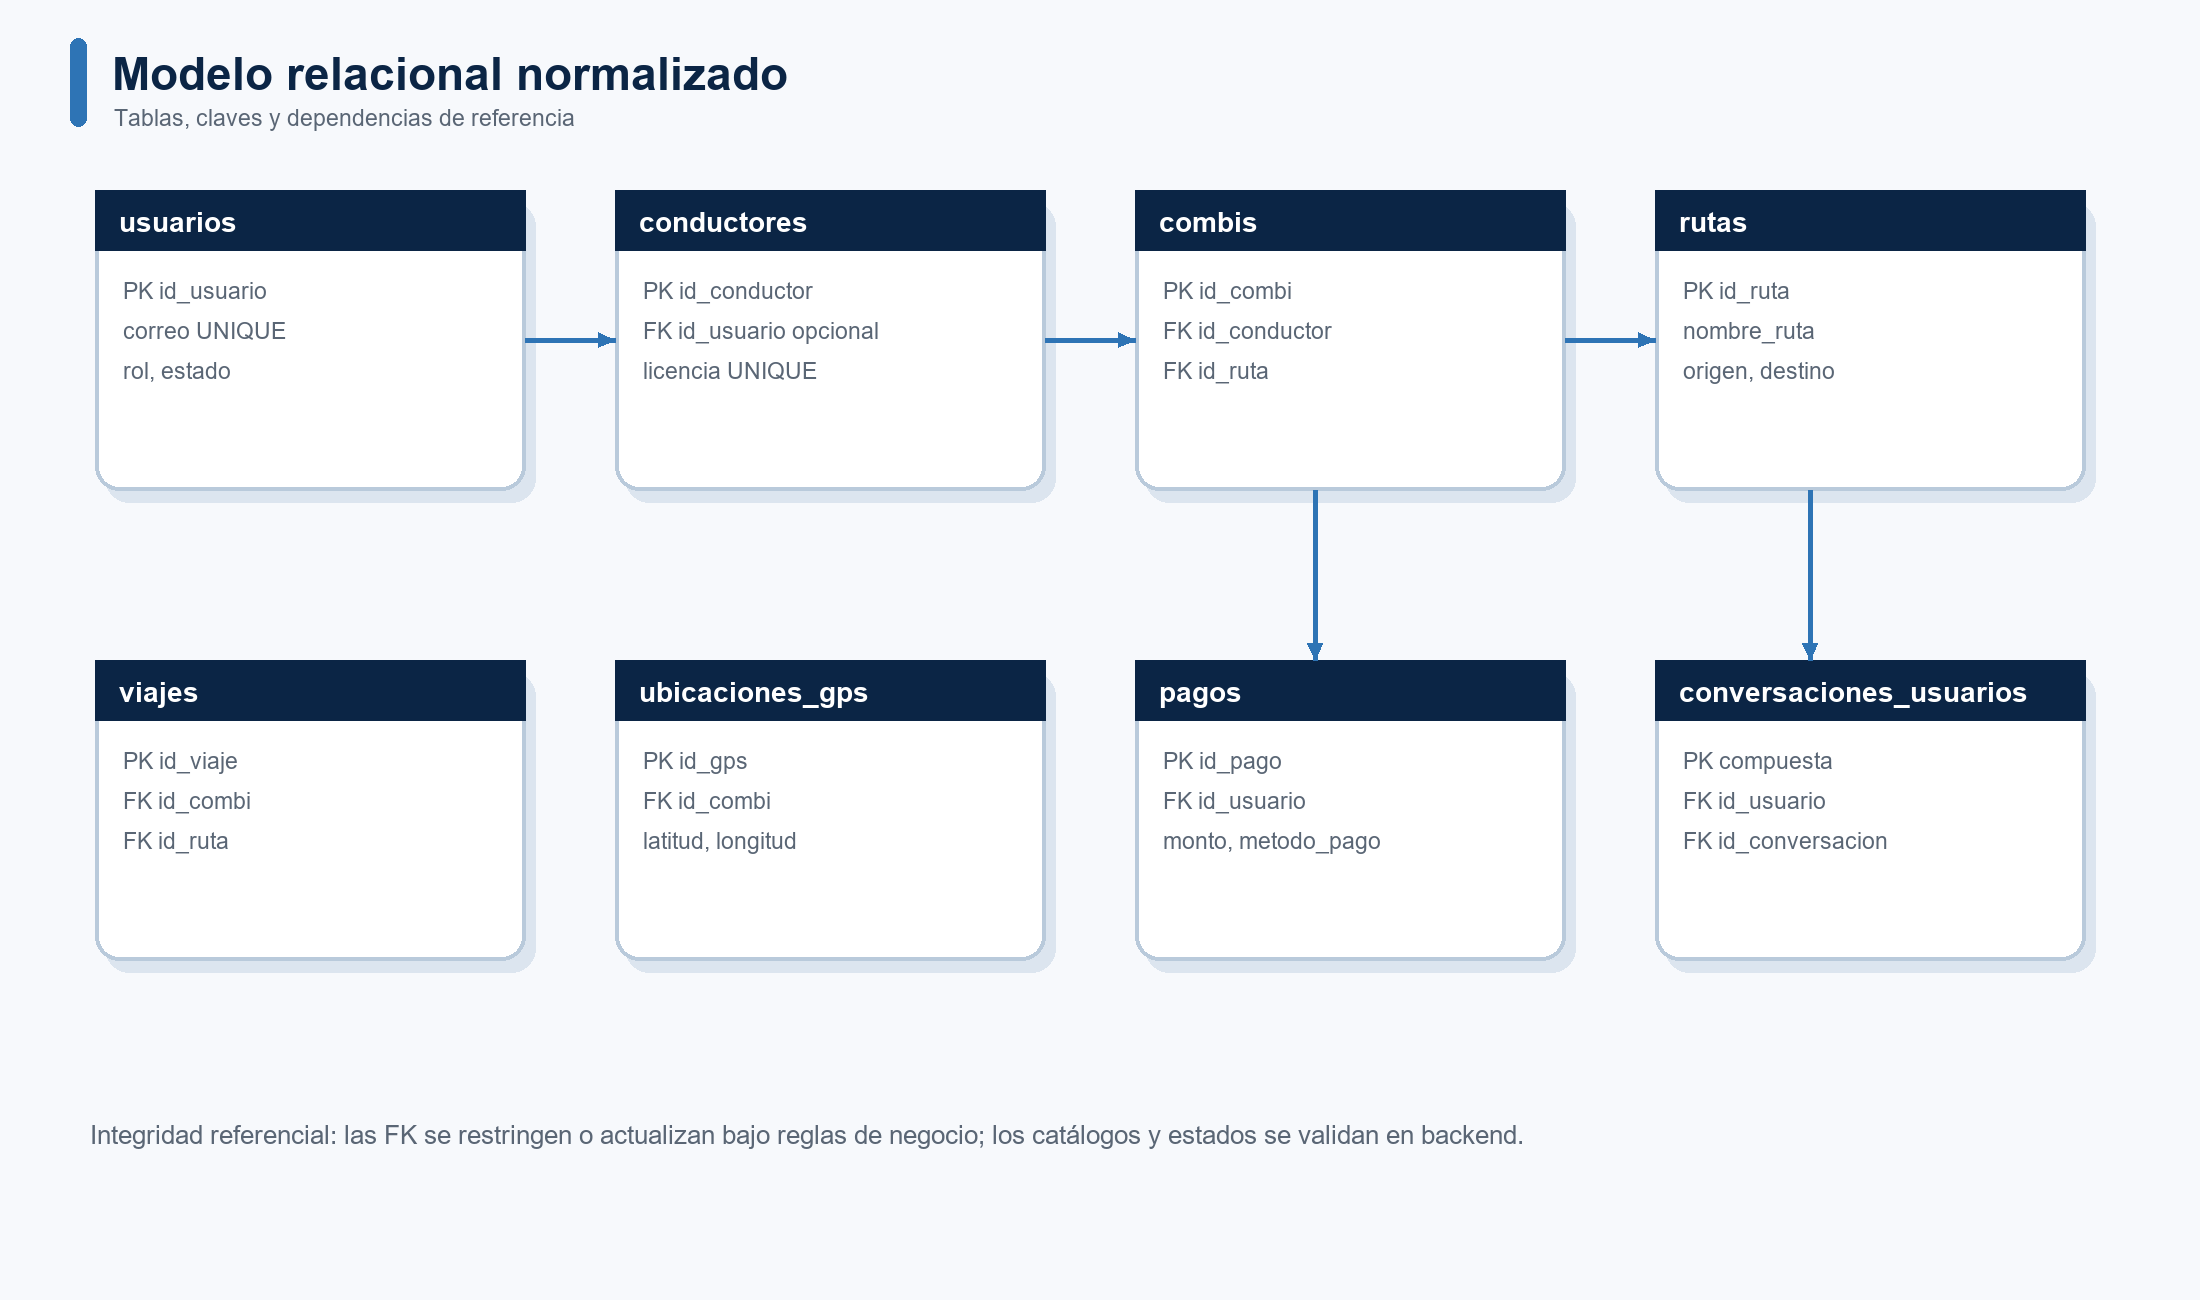 Modelo relacional normalizado
Tablas, claves y dependencias de referencia
usuarios
PK id_usuario
correo UNIQUE
rol, estado
conductores
PK id_conductor
FK id_usuario opcional
licencia UNIQUE
combis
PK id_combi
FK id_conductor
FK id_ruta
rutas
PK id_ruta
nombre_ruta
origen, destino
viajes
PK id_viaje
FK id_combi
FK id_ruta
ubicaciones_gps
PK id_gps
FK id_combi
latitud, longitud
pagos
PK id_pago
FK id_usuario
monto, metodo_pago
conversaciones_usuarios
PK compuesta
FK id_usuario
FK id_conversacion
Integridad referencial: las FK se restringen o actualizan bajo reglas de negocio; los catálogos y estados se validan en backend.